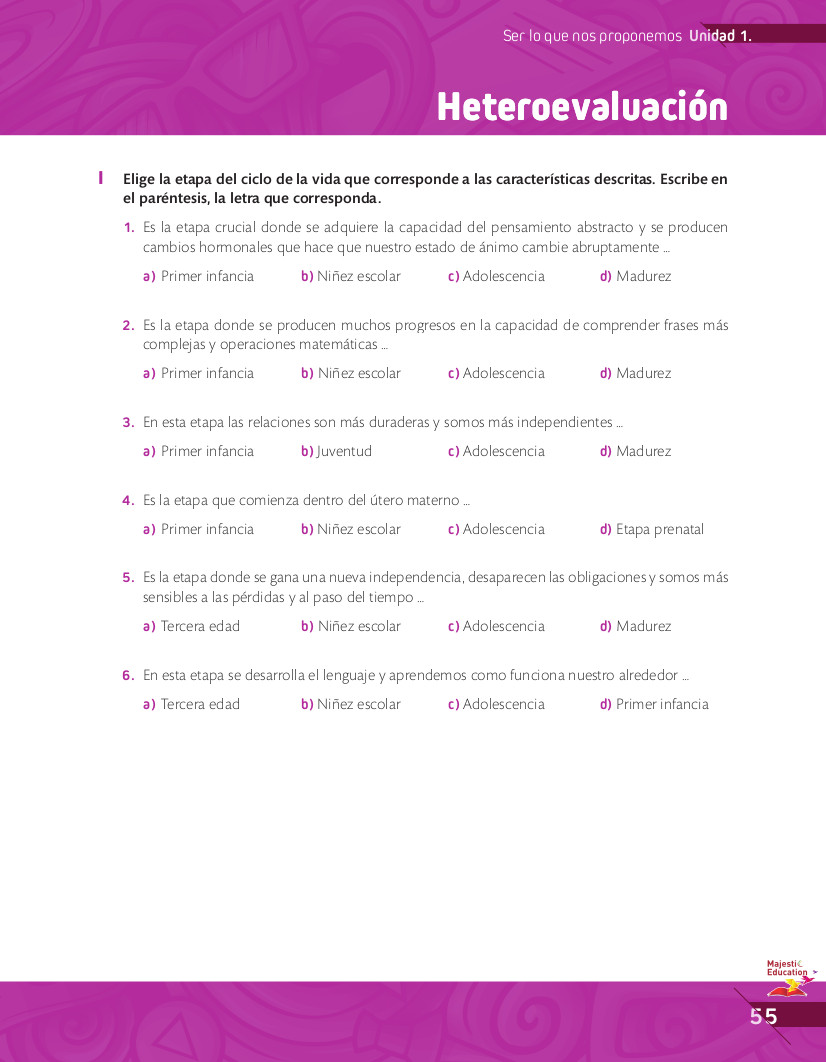 Ser lo que nos proponemos Unidad 1.
Heteroevaluación
I Elige la etapa del ciclo de la vida que corresponde a las características descritas. Escribe en
el paréntesis, la letra que corresponda.
1. Es la etapa crucial donde se adquiere la capacidad del pensamiento abstracto y se producen
cambios hormonales que hace que nuestro estado de ánimo cambie abruptamente ...
a) Primer infancia b) Niñez escolar c) Adolescencia d) Madurez
2. Es la etapa donde se producen muchos progresos en la capacidad de comprender frases más
complejas y operaciones matemáticas ...
a) Primer infancia b) Niñez escolar c) Adolescencia d) Madurez
3. En esta etapa las relaciones son más duraderas y somos más independientes ...
a) Primer infancia b) Juventud c) Adolescencia d) Madurez
4. Es la etapa que comienza dentro del útero materno ...
a) Primer infancia b) Niñez escolar c) Adolescencia d) Etapa prenatal
5. Es la etapa donde se gana una nueva independencia, desaparecen las obligaciones y somos más
sensibles a las pérdidas y al paso del tiempo ...
a) Tercera edad b) Niñez escolar c) Adolescencia d) Madurez
6. En esta etapa se desarrolla el lenguaje y aprendemos como funciona nuestro alrededor ...
a) Tercera edad b) Niñez escolar c) Adolescencia d) Primer infancia
Majestic
Education
55